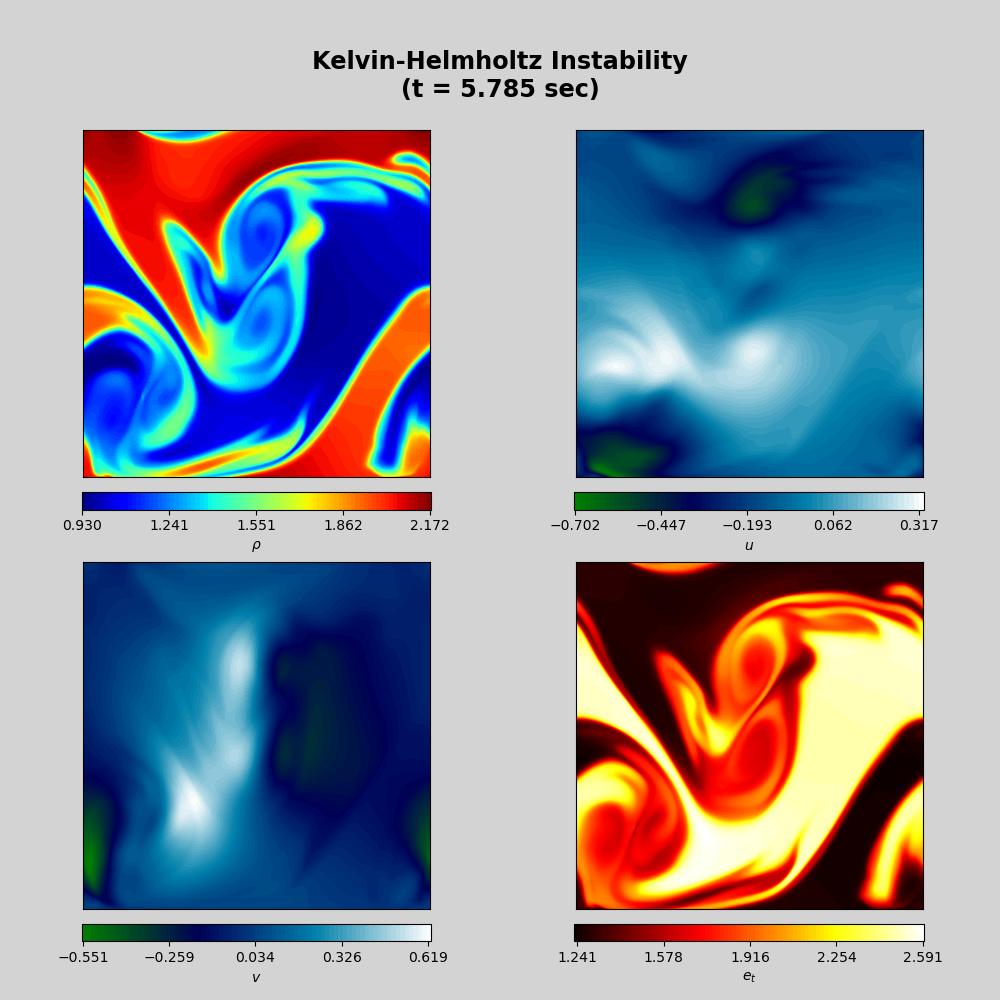 Kelvin-Helmholtz Instability
(t = 5.785 sec)
0.930 1.241 1.551 1.862 2.172
ρ
−0.702 −0.447 −0.193 0.062 0.317
u
−0.551 −0.259 0.034 0.326 0.619
v
1.241 1.578 1.916 2.254 2.591
eₜ